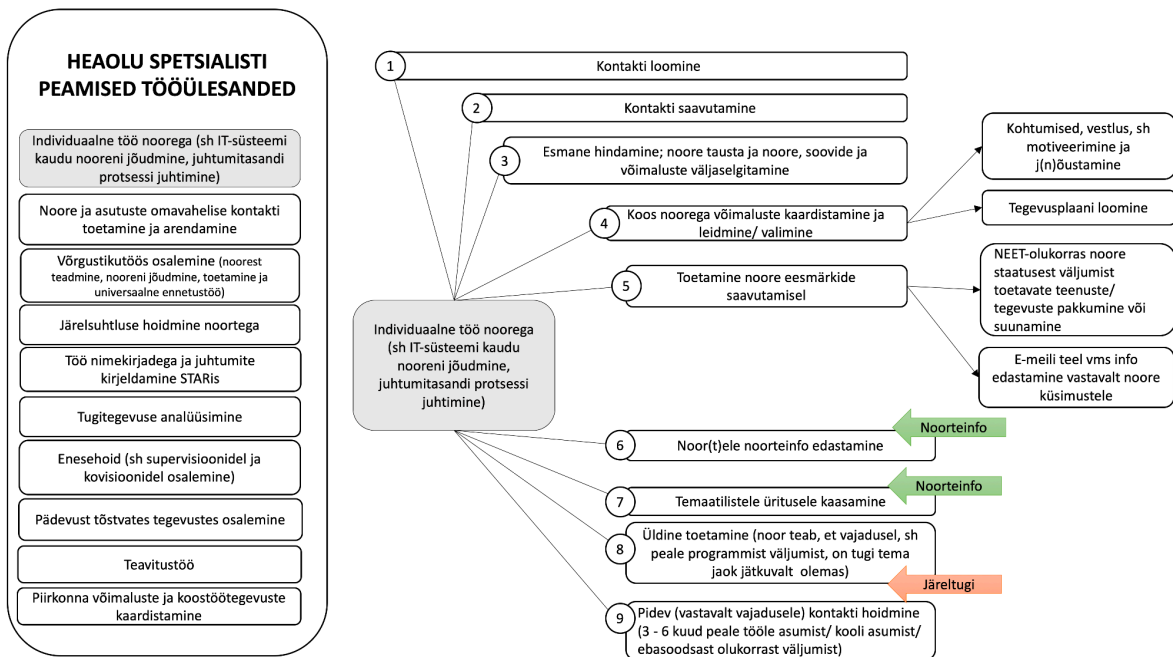 HEAOLU SPETSIALISTI
PEAMISED TÖÖÜLESANDED
Individuaalne töö noorega (sh IT-süsteemi
kaudu nooreni jõudmine, juhtumitasandi
protsessi juhtimine)
Noore ja asutuste omavahelise kontakti
toetamine ja arendamine
Võrgustikutöös osalemine (noorest
teadmine, nooreni jõudmine, toetamine ja
universaalne ennetustöö)
Järelsuhtluse hoidmine noortega
Töö nimekirjadega ja juhtumite
kirjeldamine STARis
Tugitegevuse analüüsimine
Enesehoid (sh supervisioonidel ja
kovisioonidel osalemine)
Pädevust tõstvates tegevustes osalemine
Teavitustöö
Piirkonna võimaluste ja koostöötegevuste
kaardistamine
Individuaalne töö noorega
(sh IT-süsteemi kaudu
nooreni jõudmine,
juhtumitasandi protsessi
juhtimine)
1
Kontakti loomine
2
Kontakti saavutamine
3
Esmane hindamine; noore tausta ja noore, soovide ja
võimaluste väljaselgitamine
4
Koos noorega võimaluste kaardistamine ja
leidmine/ valimine
Kohtumised, vestlus, sh
motiveerimine ja
j(n)õustamine
Tegevusplaani loomine
5
Toetamine noore eesmärkide
saavutamisel
NEET-olukorras noore
staatusest väljumist
toetavate teenuste/
tegevuste pakkumine või
suunamine
E-meili teel vms info
edastamine vastavalt noore
küsimustele
6
Noor(t)ele noorteinfo edastamine
Noorteinfo
7
Temaatilistele üritusele kaasamine
Noorteinfo
8
Üldine toetamine (noor teab, et vajadusel, sh
peale programmist väljumist, on tugi tema
jaok jätkuvalt olemas)
Järeltugi
9
Pidev (vastavalt vajadusele) kontakti hoidmine
(3 - 6 kuud peale tööle asumist/ kooli asumist/
ebasoodsast olukorrast väljumist)